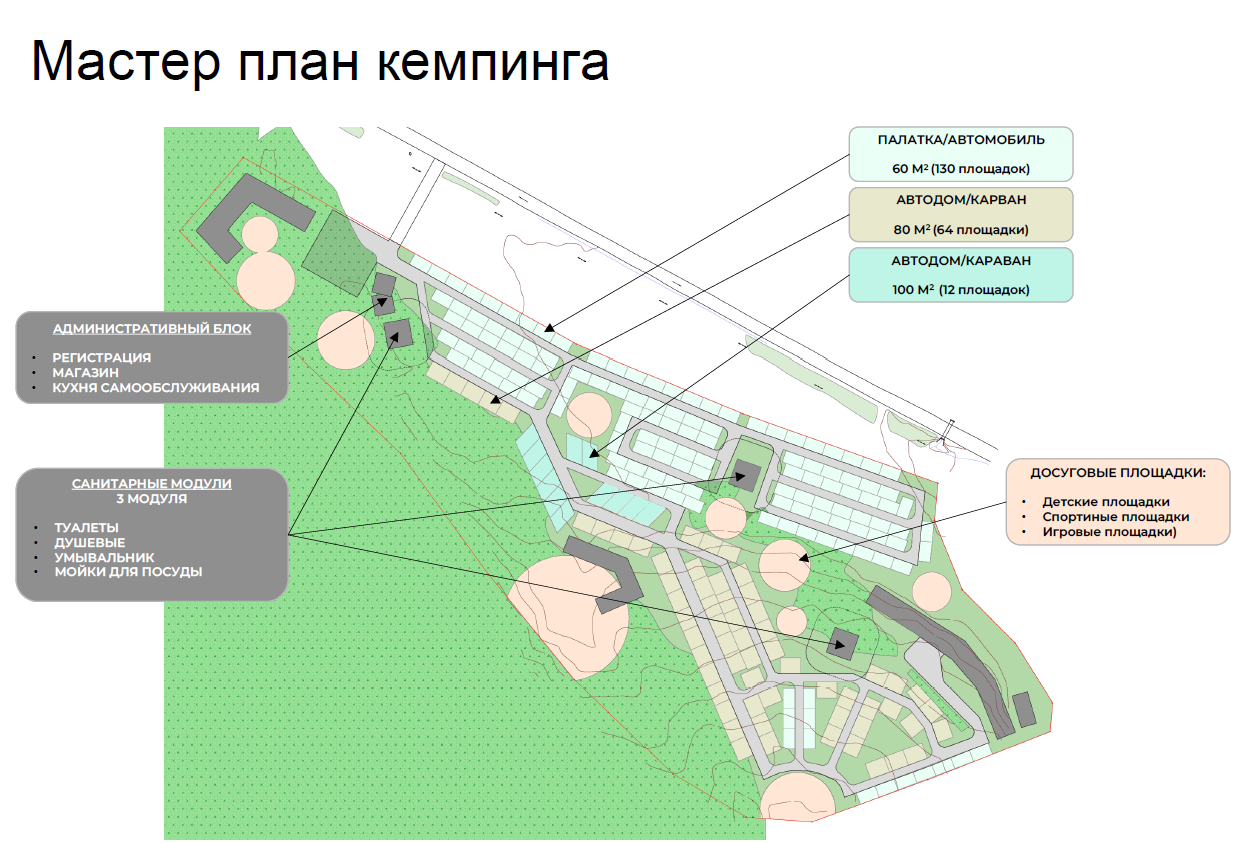 Мастер план кемпинга
ПАЛАТКА/АВТОМОБИЛЬ
60 М² (130 площадок)
АВТОДОМ/КАРВАН
80 М² (64 площадки)
АВТОДОМ/КАРАВАН
100 М² (12 площадок)
АДМИНИСТРАТИВНЫЙ БЛОК
• РЕГИСТРАЦИЯ
• МАГАЗИН
• КУХНЯ САМООБСЛУЖИВАНИЯ
САНИТАРНЫЕ МОДУЛИ
3 МОДУЛЯ
• ТУАЛЕТЫ
• ДУШЕВЫЕ
• УМЫВАЛЬНИК
• МОЙКИ ДЛЯ ПОСУДЫ
ДОСУГОВЫЕ ПЛОЩАДКИ:
• Детские площадки
• Спортиные площадки
• Игровые площадки)